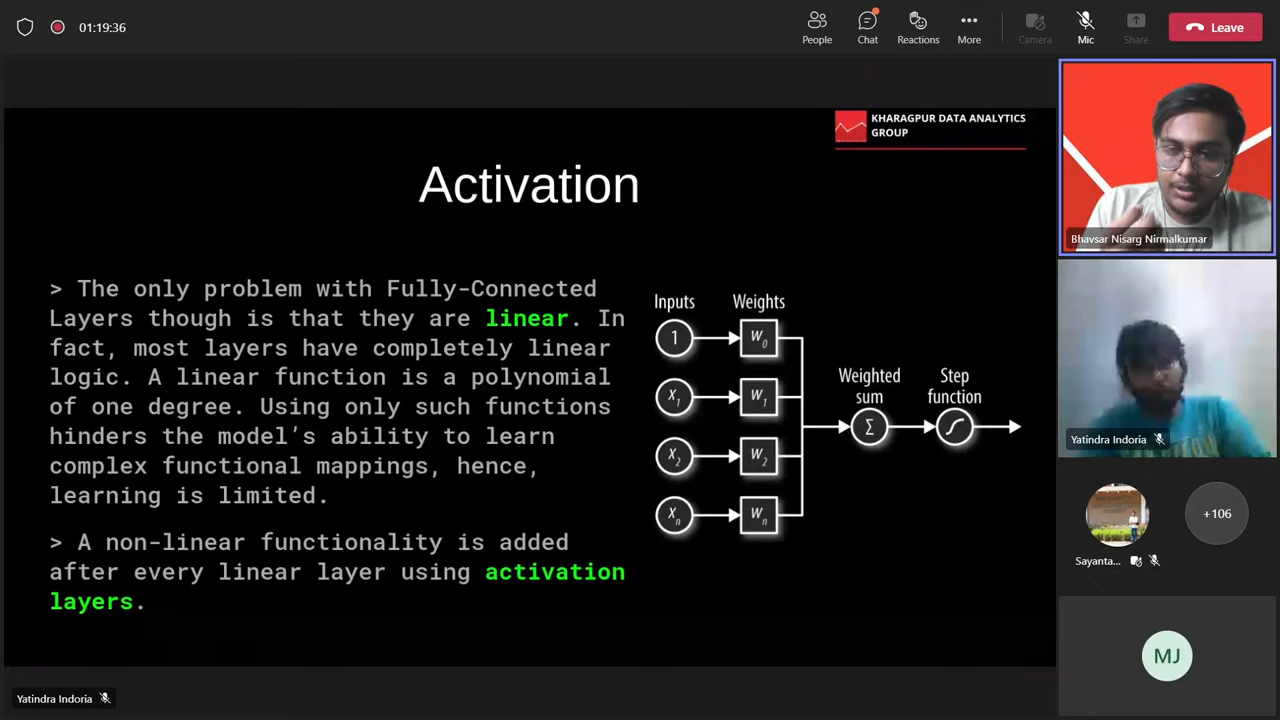 01:19:36
People
Chat
Reactions
More
Camera
Mic
Share
Leave
KHARAGPUR DATA ANALYTICS
GROUP
Activation
> The only problem with Fully-Connected
Layers though is that they are linear. In
fact, most layers have completely linear
logic. A linear function is a polynomial
of one degree. Using only such functions
hinders the model's ability to learn
complex functional mappings, hence,
learning is limited.
> A non-linear functionality is added
after every linear layer using activation
layers.
Inputs Weights
1 W0
X1 W1
X2 W2
Xn Wn
Weighted
sum
Σ
Step
function
Bhavsar Nisarg Nirmalkumar
Yatindra Indoria
Sayanta...
+106
MJ
Yatindra Indoria